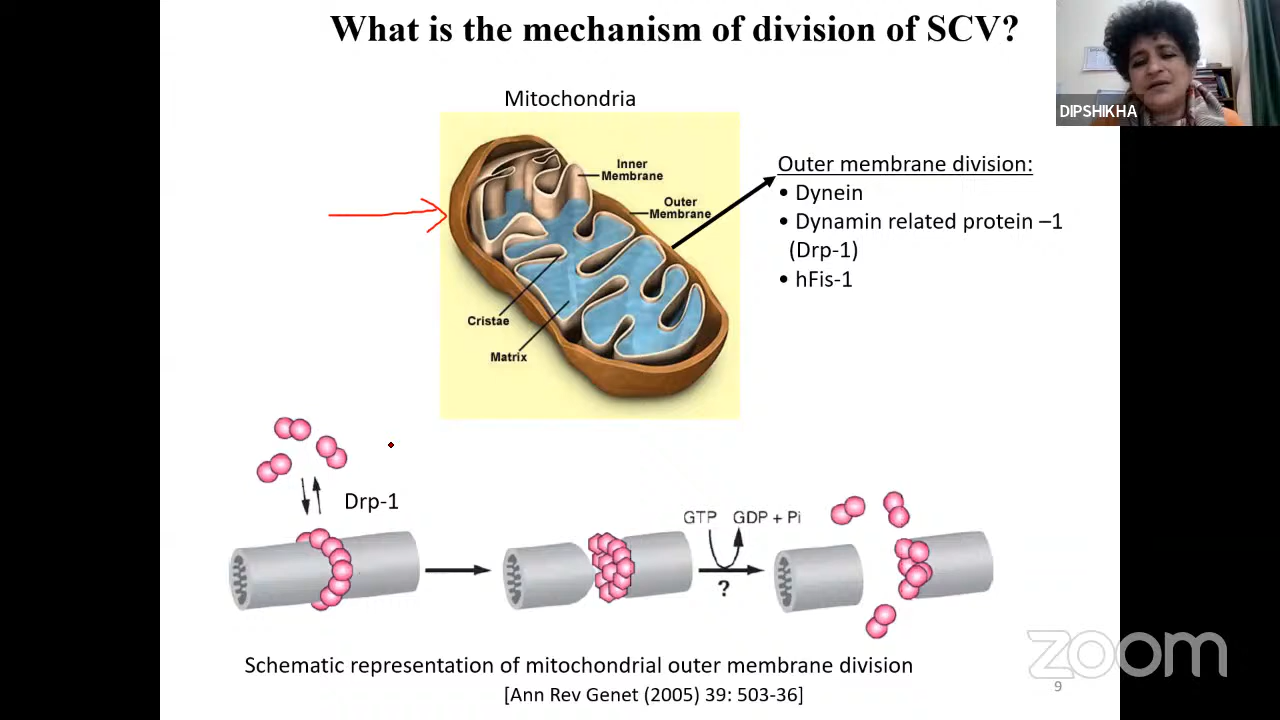 What is the mechanism of division of SCV?
DIPSHIKHA
Mitochondria
Inner
Membrane
Outer
Membrane
Cristae
Matrix
Outer membrane division:
• Dynein
• Dynamin related protein –1
(Drp-1)
• hFis-1
Drp-1
GTP GDP + Pi
?
Schematic representation of mitochondrial outer membrane division
[Ann Rev Genet (2005) 39: 503-36]
zoom
9